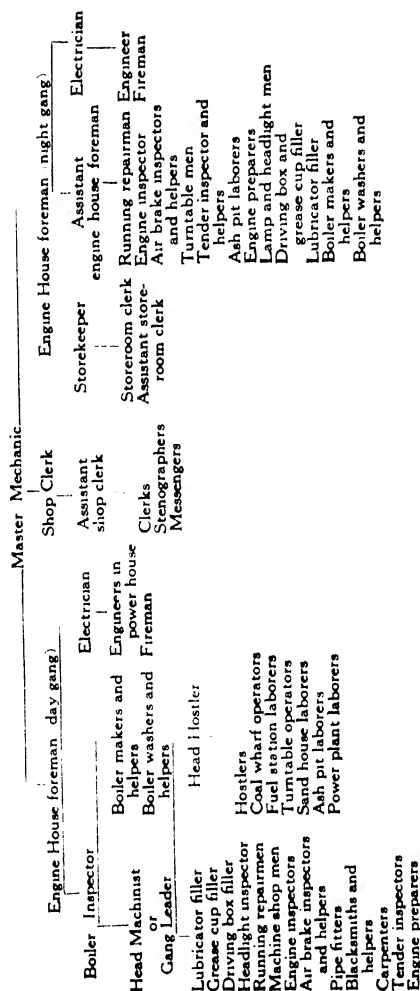 Master Mechanic
Engine House foreman day gang)
Shop Clerk
Engine House foreman night gang)
Boiler Inspector
Electrician
Assistant
shop clerk
Storekeeper
Assistant
engine house foreman
Electrician
Head Machinist
or
Gang Leader
Boiler makers and
helpers
Boiler washers and
helpers
Engineers in
power house
Fireman
Clerks
Stenographers
Messengers
Storeroom clerk
Assistant store-
room clerk
Running repairman
Engine inspector
Air brake inspectors
and helpers
Turntable men
Tender inspector and
helpers
Ash pit laborers
Engine preparers
Lamp and headlight men
Driving box and
grease cup filler
Lubricator filler
Boiler makers and
helpers
Boiler washers and
helpers
Engineer
Fireman
Lubricator filler
Grease cup filler
Driving box filler
Headlight inspector
Running repairmen
Machine shop men
Engine inspectors
Air brake inspectors
and helpers
Pipe fitters
Blacksmiths and
helpers
Carpenters
Tender inspectors
Engine preparers
Head Hostler
Hostlers
Coal wharf operators
Fuel station laborers
Turntable operators
Sand house laborers
Ash pit laborers
Power plant laborers